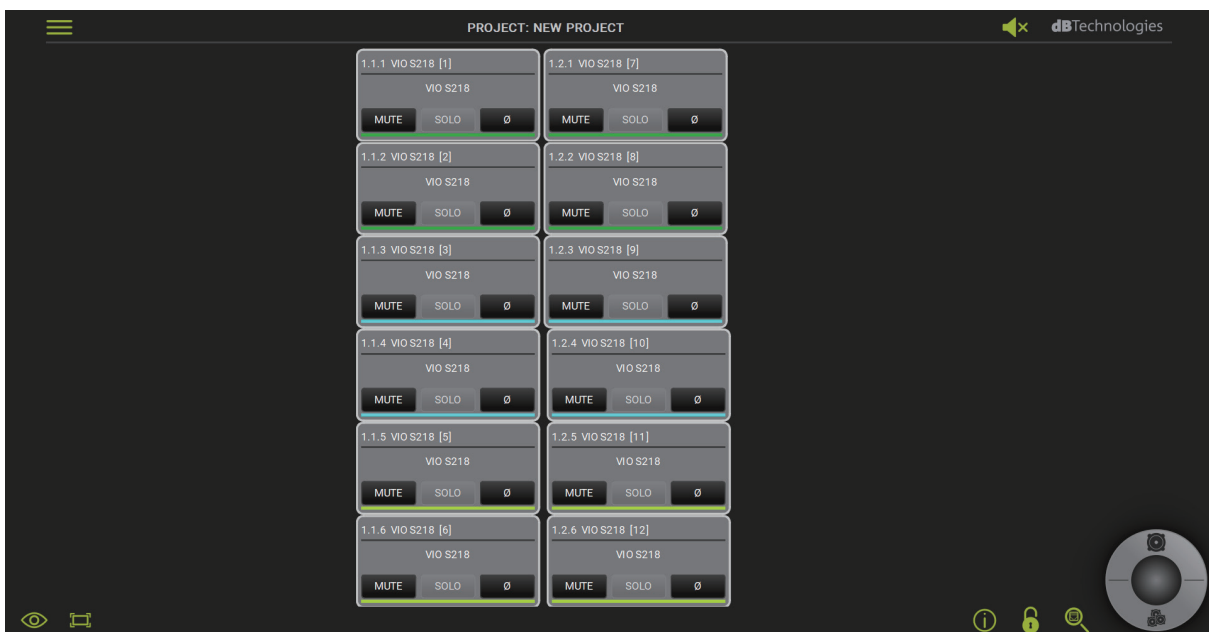 PROJECT: NEW PROJECT
dBTechnologies
1.1.1 VIO S218 [1]
VIO S218
MUTE SOLO Ø
1.2.1 VIO S218 [7]
VIO S218
MUTE SOLO Ø
1.1.2 VIO S218 [2]
VIO S218
MUTE SOLO Ø
1.2.2 VIO S218 [8]
VIO S218
MUTE SOLO Ø
1.1.3 VIO S218 [3]
VIO S218
MUTE SOLO Ø
1.2.3 VIO S218 [9]
VIO S218
MUTE SOLO Ø
1.1.4 VIO S218 [4]
VIO S218
MUTE SOLO Ø
1.2.4 VIO S218 [10]
VIO S218
MUTE SOLO Ø
1.1.5 VIO S218 [5]
VIO S218
MUTE SOLO Ø
1.2.5 VIO S218 [11]
VIO S218
MUTE SOLO Ø
1.1.6 VIO S218 [6]
VIO S218
MUTE SOLO Ø
1.2.6 VIO S218 [12]
VIO S218
MUTE SOLO Ø